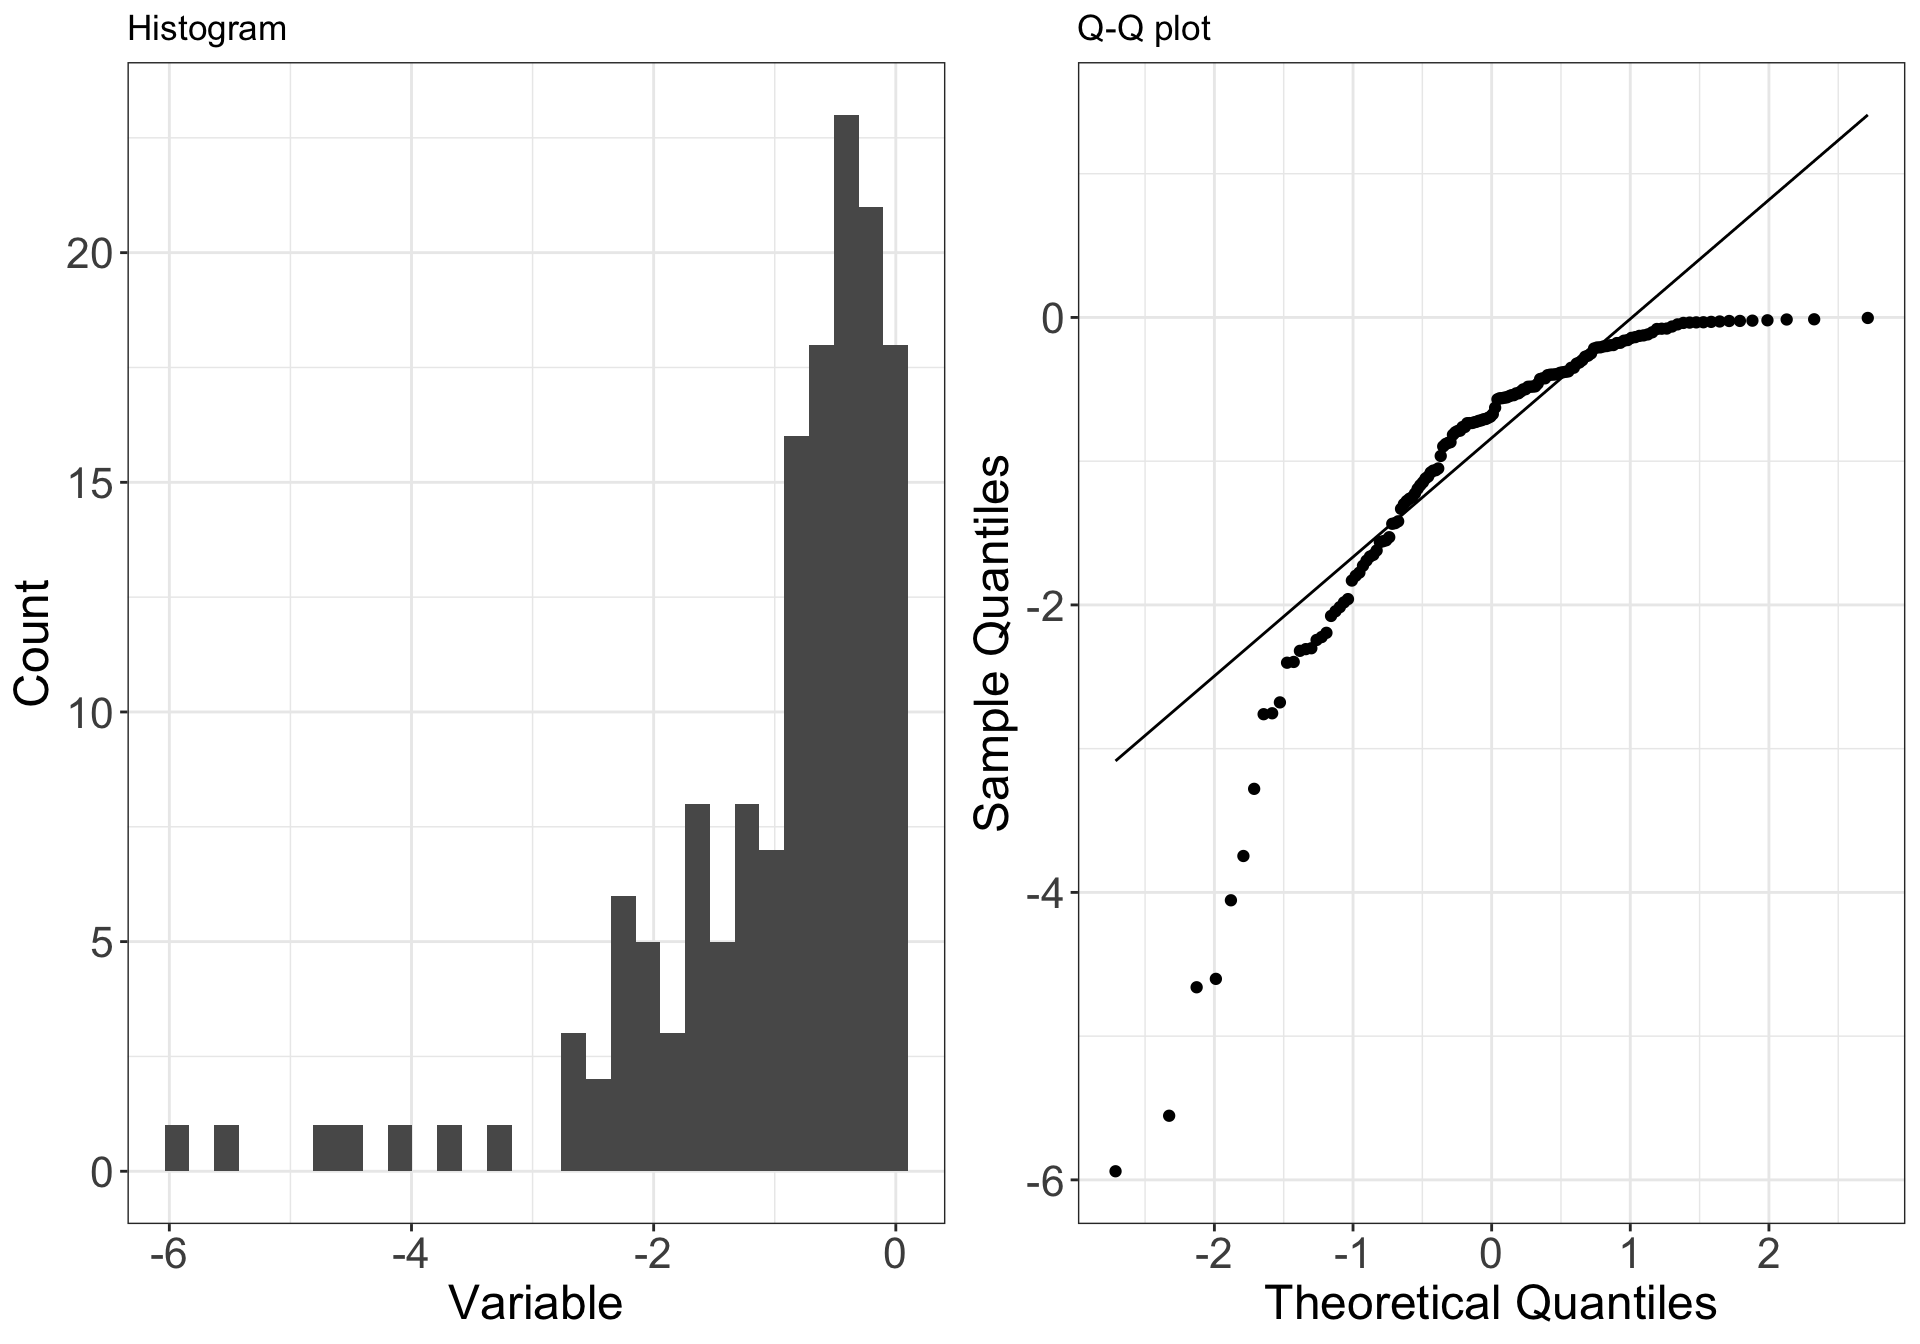 Histogram
Count
20
15
10
5
0
-6 -4 -2 0
Variable
Q-Q plot
Sample Quantiles
0
-2
-4
-6
-2 -1 0 1 2
Theoretical Quantiles